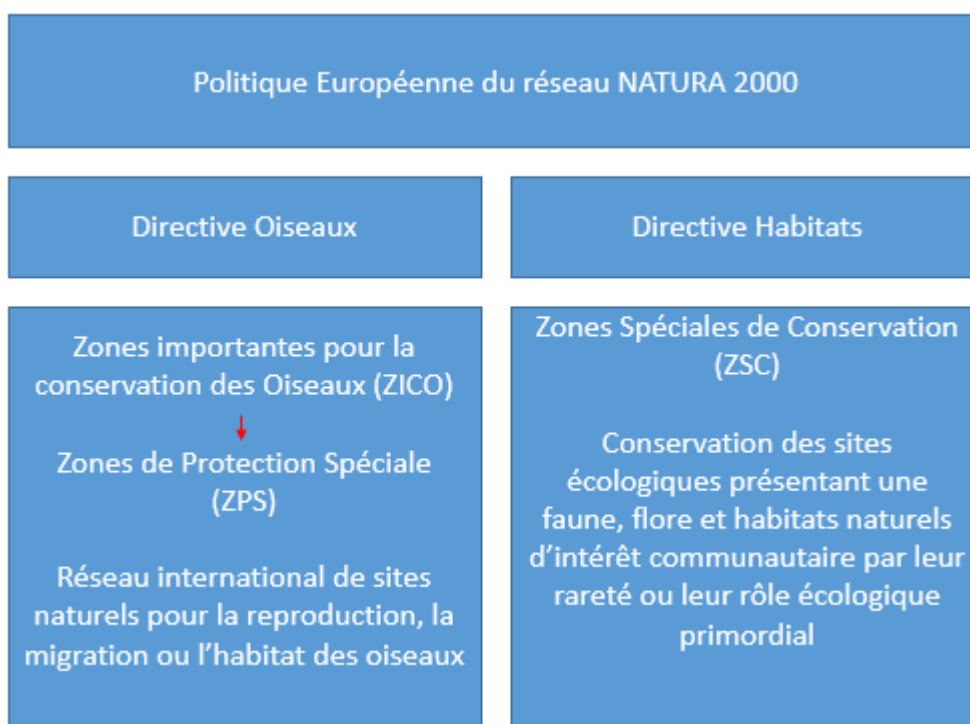 Politique Européenne du réseau NATURA 2000
Directive Oiseaux
Directive Habitats
Zones importantes pour la
conservation des Oiseaux (ZICO)
Zones de Protection Spéciale
(ZPS)
Réseau international de sites
naturels pour la reproduction, la
migration ou l’habitat des oiseaux
Zones Spéciales de Conservation
(ZSC)
Conservation des sites
écologiques présentant une
faune, flore et habitats naturels
d’intérêt communautaire par leur
rareté ou leur rôle écologique
primordial